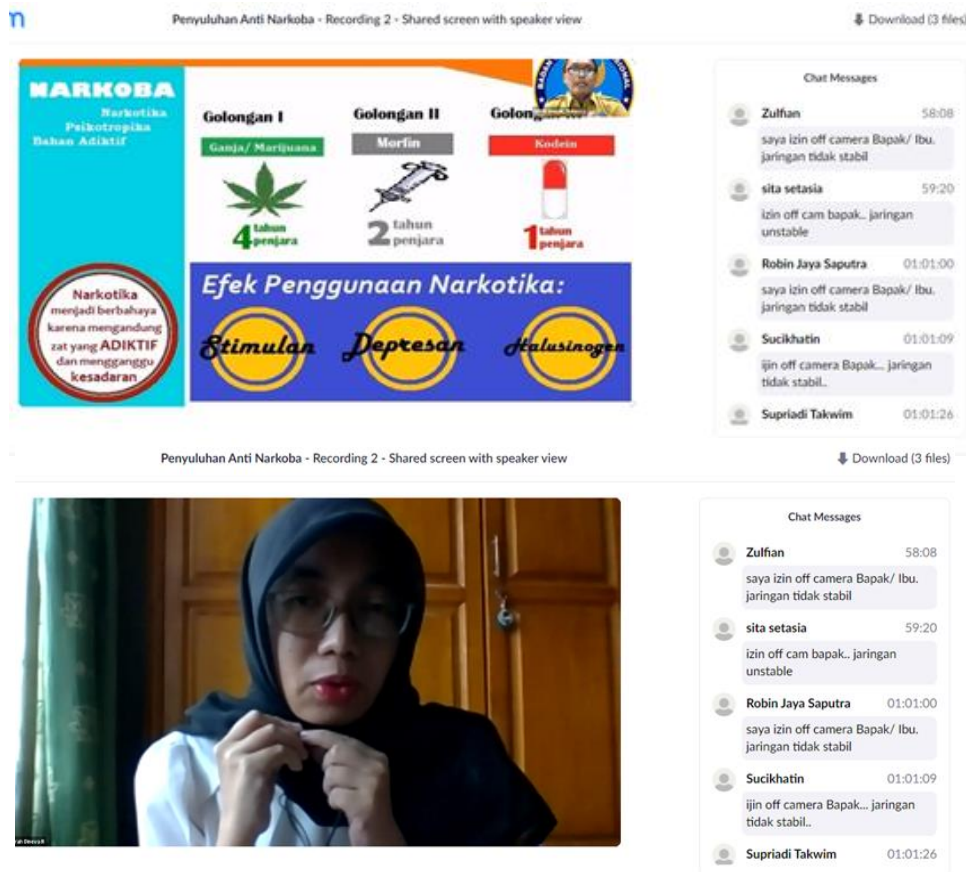 m
Penyuluhan Anti Narkoba - Recording 2 - Shared screen with speaker view
Download (3 files)
NARKOBA
Narkotika
Psikotropika
Bahan Adiktif
Golongan I
Ganja/ Marijuana
4 tahun
penjara
Golongan II
Morfin
2 tahun
penjara
Kodein
1 tahun
penjara
Narkotika
menjadi berbahaya
karena mengandung
zat yang ADIKTIF
dan mengganggu
kesadaran
Efek Penggunaan Narkotika:
Stimulan
Depresan
Halusinogen
Chat Messages
Zulfian 58:08
saya izin off camera Bapak/ Ibu.
jaringan tidak stabil
sita setasia 59:20
izin off cam bapak.. jaringan
unstable
Robin Jaya Saputra 01:01:00
saya izin off camera Bapak/ Ibu.
jaringan tidak stabil
Sucikhatin 01:01:09
ijin off camera Bapak... jaringan
tidak stabil..
Supriadi Takwim 01:01:26
Penyuluhan Anti Narkoba - Recording 2 - Shared screen with speaker view
Download (3 files)
Chat Messages
Zulfian 58:08
saya izin off camera Bapak/ Ibu.
jaringan tidak stabil
sita setasia 59:20
izin off cam bapak.. jaringan
unstable
Robin Jaya Saputra 01:01:00
saya izin off camera Bapak/ Ibu.
jaringan tidak stabil
Sucikhatin 01:01:09
ijin off camera Bapak... jaringan
tidak stabil..
Supriadi Takwim 01:01:26